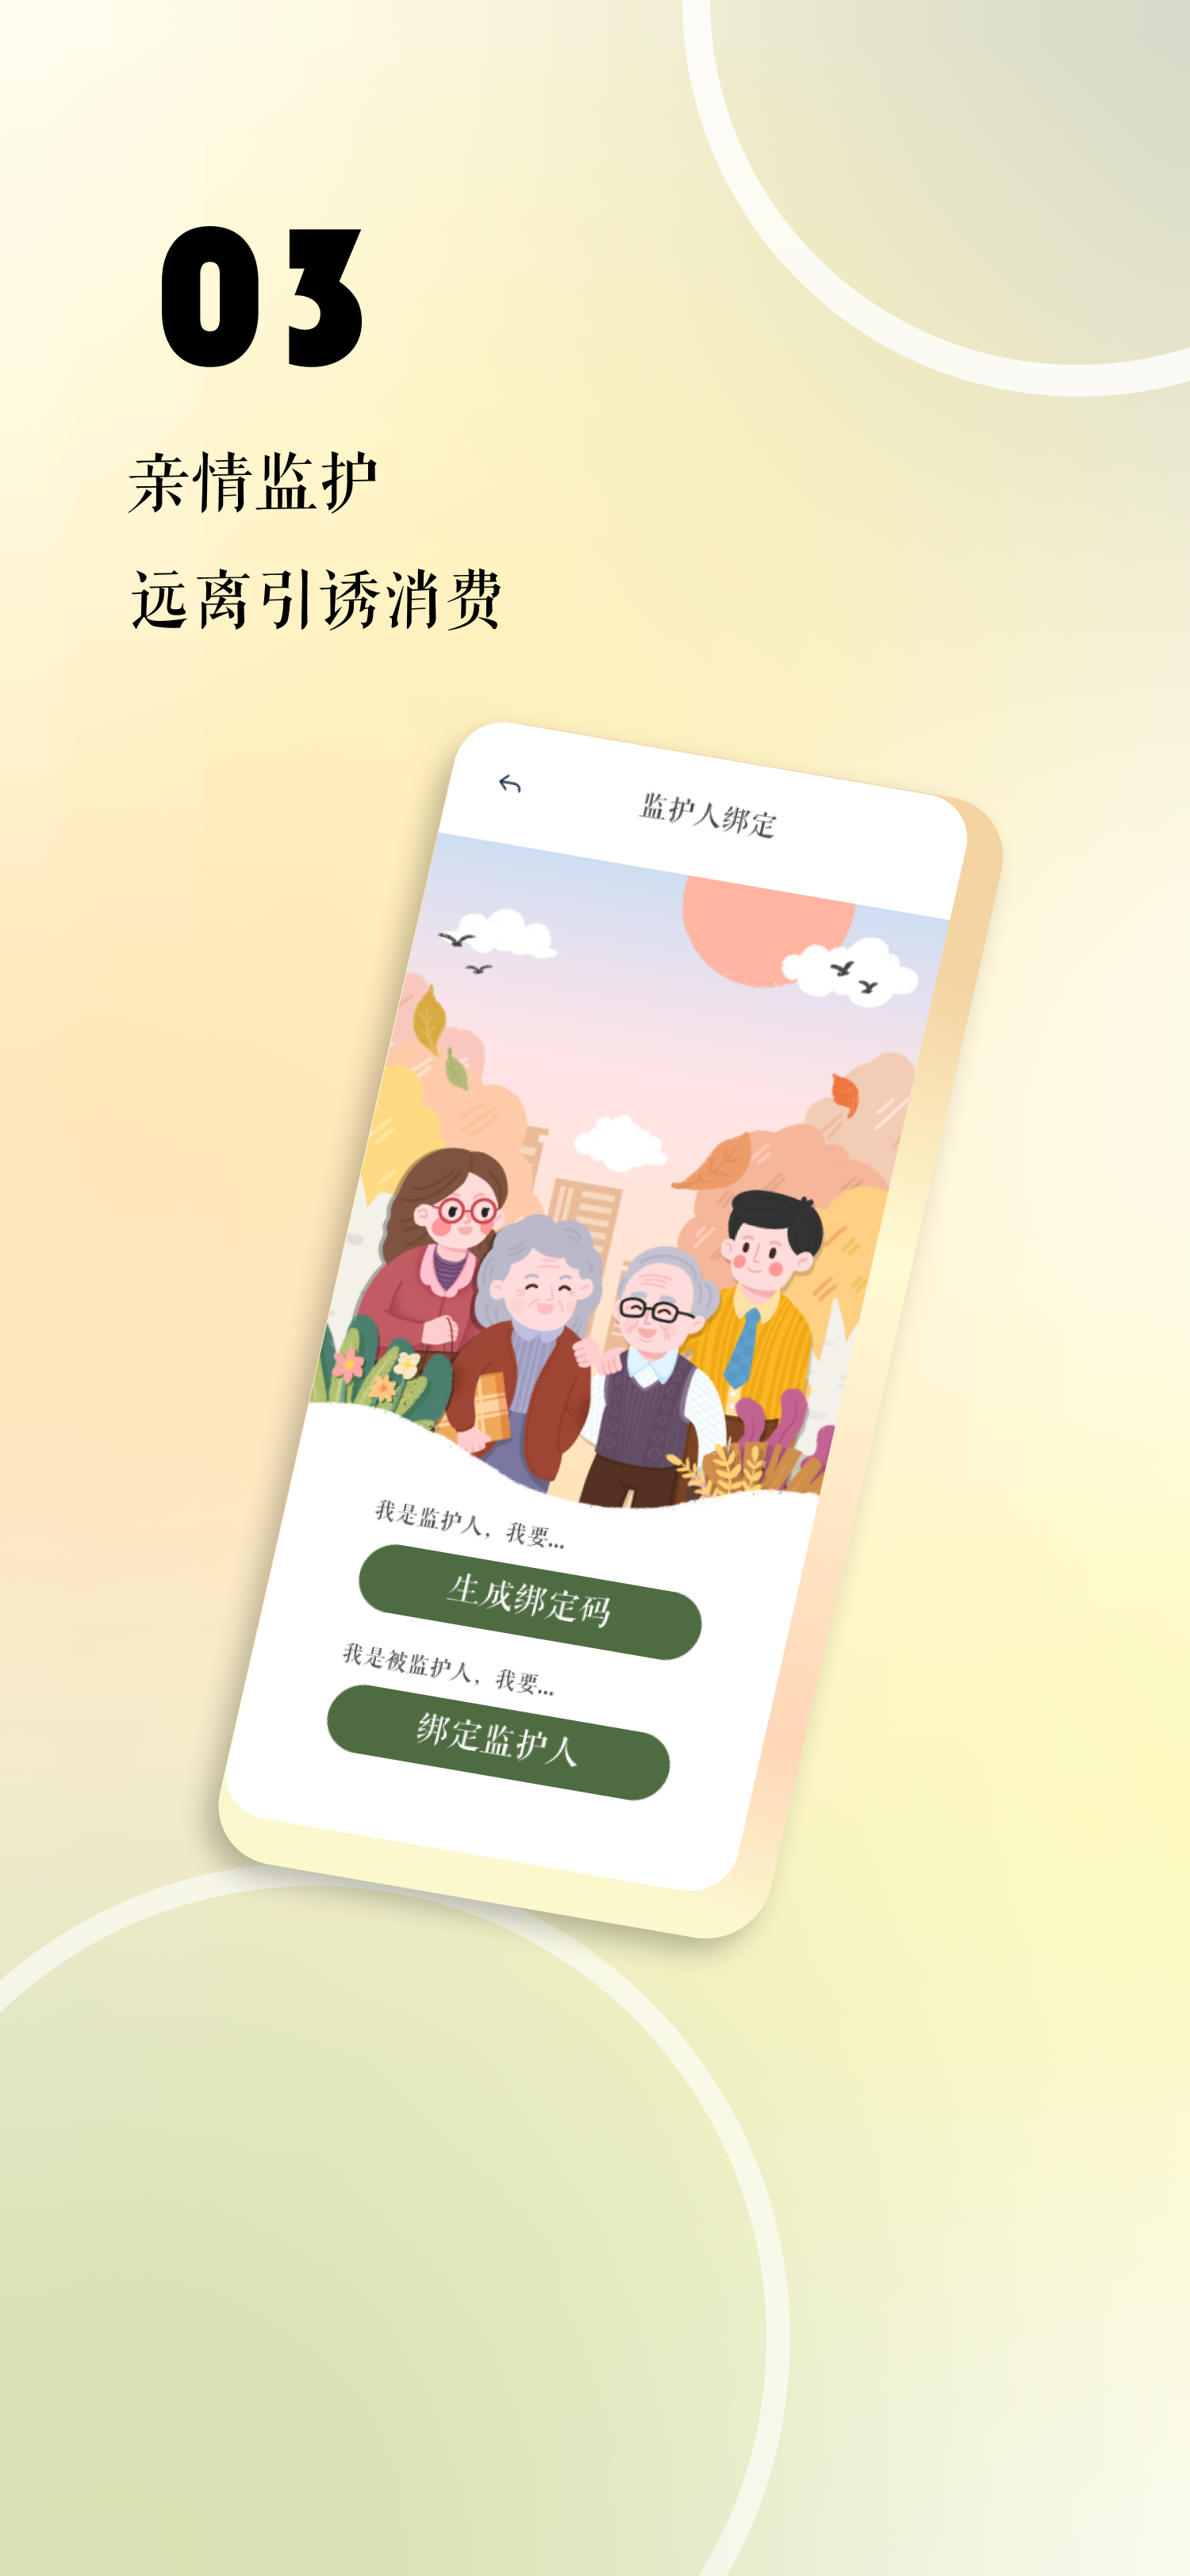 03
亲情监护
远离引诱消费
监护人绑定
我是监护人，我要...
生成绑定码
我是被监护人，我要...
绑定监护人